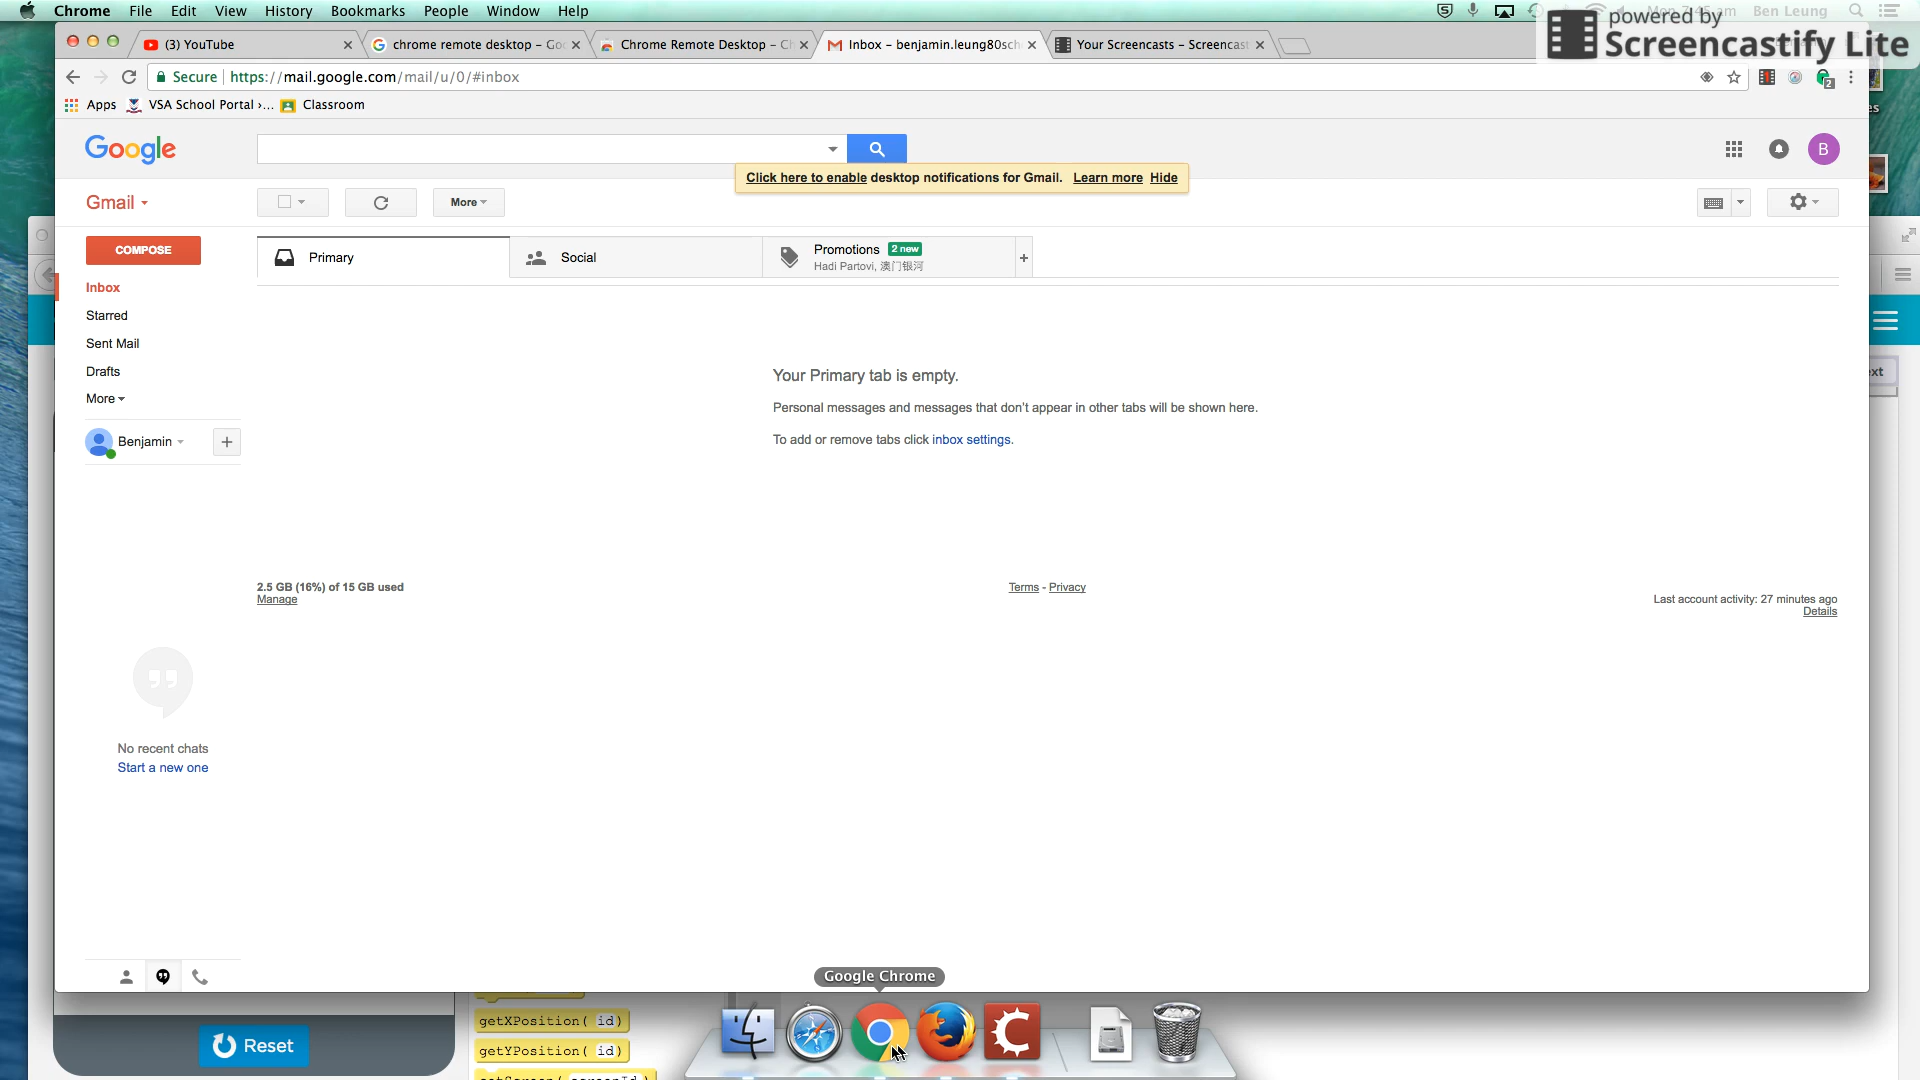 Chrome File Edit View History Bookmarks People Window Help
Ben Leung
powered by
Screencastify Lite
(3) YouTube
chrome remote desktop – Go
Chrome Remote Desktop – C
Inbox – benjamin.leung80sch
Your Screencasts – Screencast
Secure https://mail.google.com/mail/u/0/#inbox
2
Apps VSA School Portal ›... Classroom
es
Google
B
Click here to enable desktop notifications for Gmail. Learn more Hide
Gmail
More
COMPOSE
Primary
Social
Promotions 2 new
Hadi Partovi, 澳门银河
+
Inbox
Starred
Sent Mail
Drafts
More
Benjamin
+
Your Primary tab is empty.
Personal messages and messages that don't appear in other tabs will be shown here.
To add or remove tabs click inbox settings.
ext
2.5 GB (16%) of 15 GB used
Manage
Terms - Privacy
Last account activity: 27 minutes ago
Details
No recent chats
Start a new one
Google Chrome
Reset
getXPosition( id)
getYPosition( id)